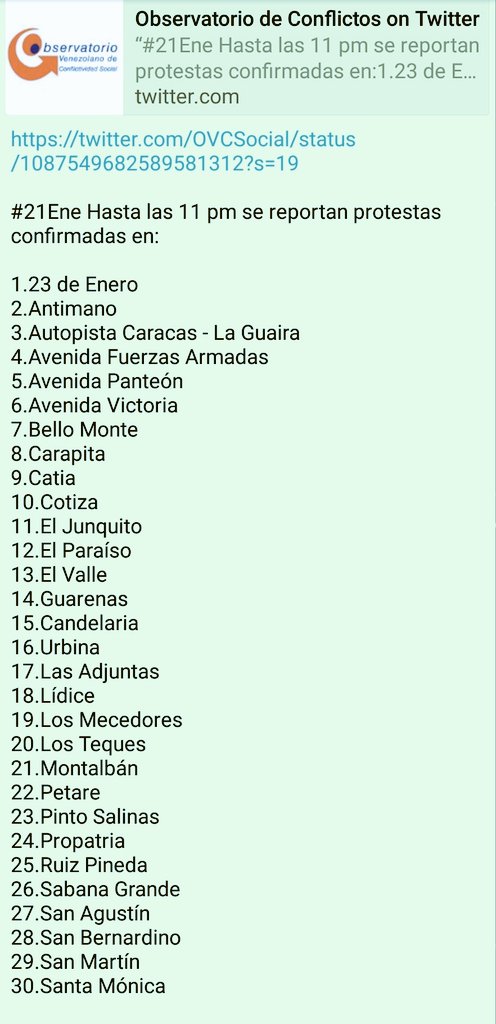 Observatorio
Venezolano de
Conflictividad Social
Observatorio de Conflictos on Twitter
“#21Ene Hasta las 11 pm se reportan
protestas confirmadas en:1.23 de E...
twitter.com
https://twitter.com/OVCSocial/status
/1087549682589581312?s=19
#21Ene Hasta las 11 pm se reportan protestas
confirmadas en:
1.23 de Enero
2.Antimano
3.Autopista Caracas - La Guaira
4.Avenida Fuerzas Armadas
5.Avenida Panteón
6.Avenida Victoria
7.Bello Monte
8.Carapita
9.Catia
10.Cotiza
11.El Junquito
12.El Paraíso
13.El Valle
14.Guarenas
15.Candelaria
16.Urbina
17.Las Adjuntas
18.Lídice
19.Los Mecedores
20.Los Teques
21.Montalbán
22.Petare
23.Pinto Salinas
24.Propatria
25.Ruiz Pineda
26.Sabana Grande
27.San Agustín
28.San Bernardino
29.San Martín
30.Santa Mónica